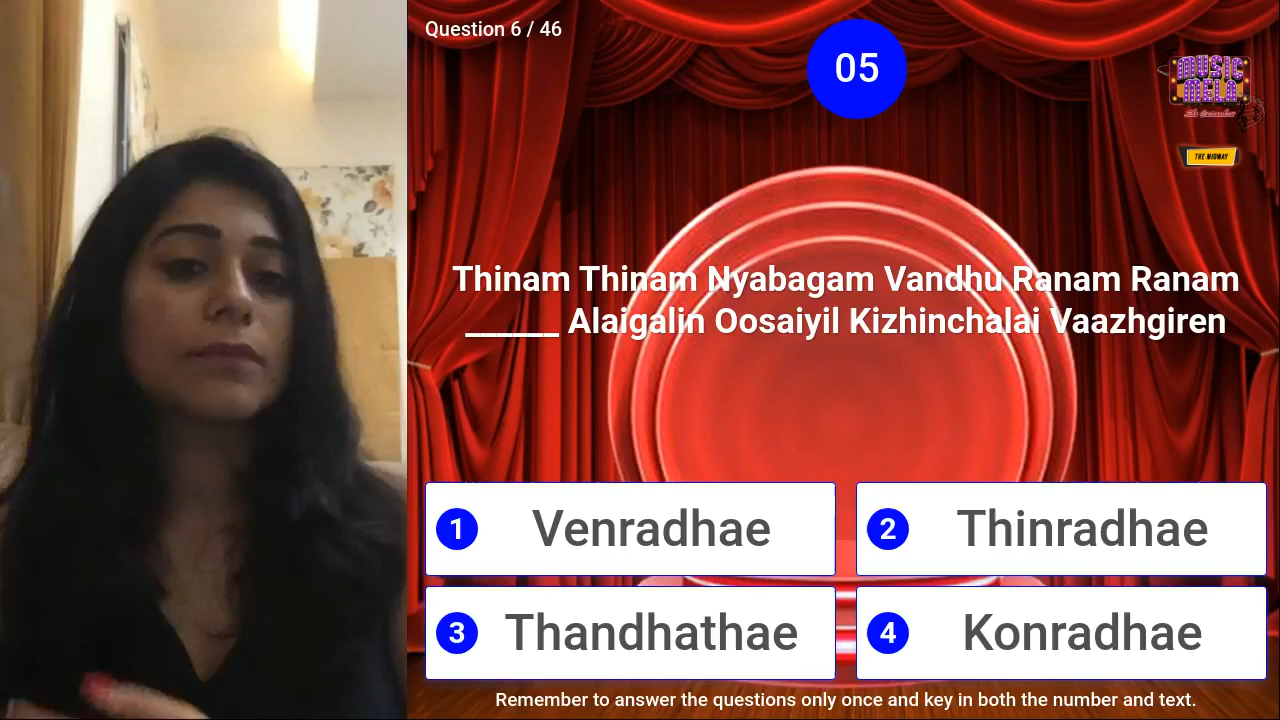 Question 6 / 46
05
MUSIC
MELA
THE MIDWAY
Thinam Thinam Nyabagam Vandhu Ranam Ranam
______ Alaigalin Oosaiyil Kizhinchalai Vaazhgiren
1 Venradhae
2 Thinradhae
3 Thandhathae
4 Konradhae
Remember to answer the questions only once and key in both the number and text.